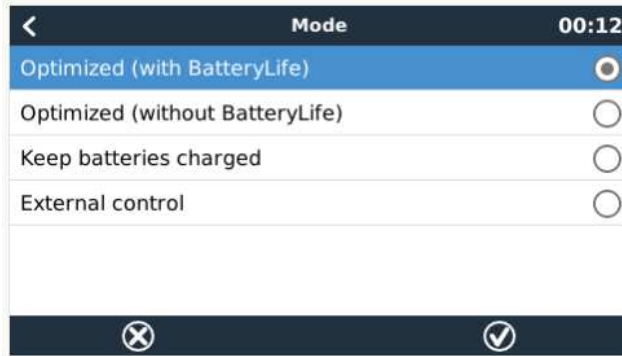 Mode 00:12
Optimized (with BatteryLife)
Optimized (without BatteryLife)
Keep batteries charged
External control